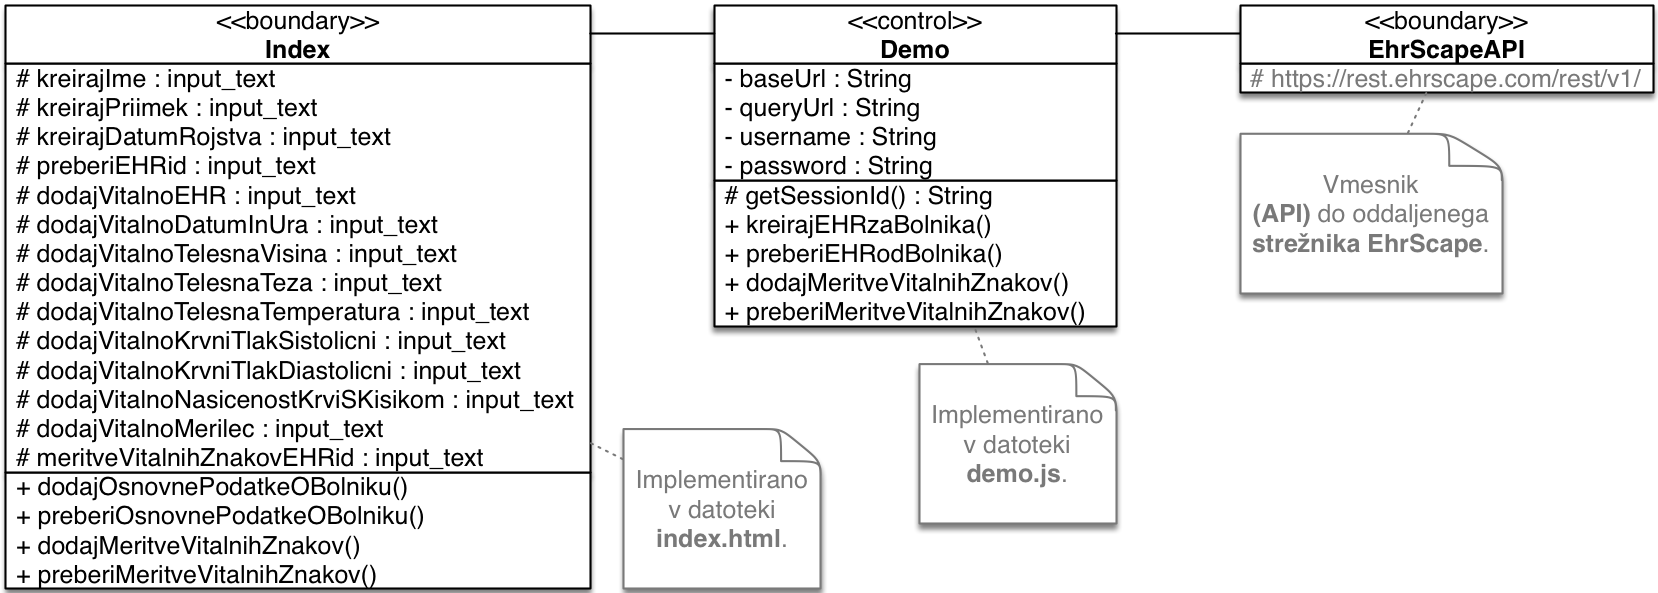 <<boundary>>
Index
# kreirajIme : input_text
# kreirajPriimek : input_text
# kreirajDatumRojstva : input_text
# preberiEHRid : input_text
# dodajVitalnoEHR : input_text
# dodajVitalnoDatumInUra : input_text
# dodajVitalnoTelesnaVisina : input_text
# dodajVitalnoTelesnaTeza : input_text
# dodajVitalnoTelesnaTemperatura : input_text
# dodajVitalnoKrvniTlakSistolicni : input_text
# dodajVitalnoKrvniTlakDiastolicni : input_text
# dodajVitalnoNasicenostKrviSKisikom : input_text
# dodajVitalnoMerilec : input_text
# meritveVitalnihZnakovEHRid : input_text
+ dodajOsnovnePodatkeOBolniku()
+ preberiOsnovnePodatkeOBolniku()
+ dodajMeritveVitalnihZnakov()
+ preberiMeritveVitalnihZnakov()
Implementirano
v datoteki
index.html.
<<control>>
Demo
- baseUrl : String
- queryUrl : String
- username : String
- password : String
# getSessionId() : String
+ kreirajEHRzaBolnika()
+ preberiEHRodBolnika()
+ dodajMeritveVitalnihZnakov()
+ preberiMeritveVitalnihZnakov()
Implementirano
v datoteki
demo.js.
<<boundary>>
EhrScapeAPI
# https://rest.ehrscape.com/rest/v1/
Vmesnik
(API) do oddaljenega
strežnika EhrScape.